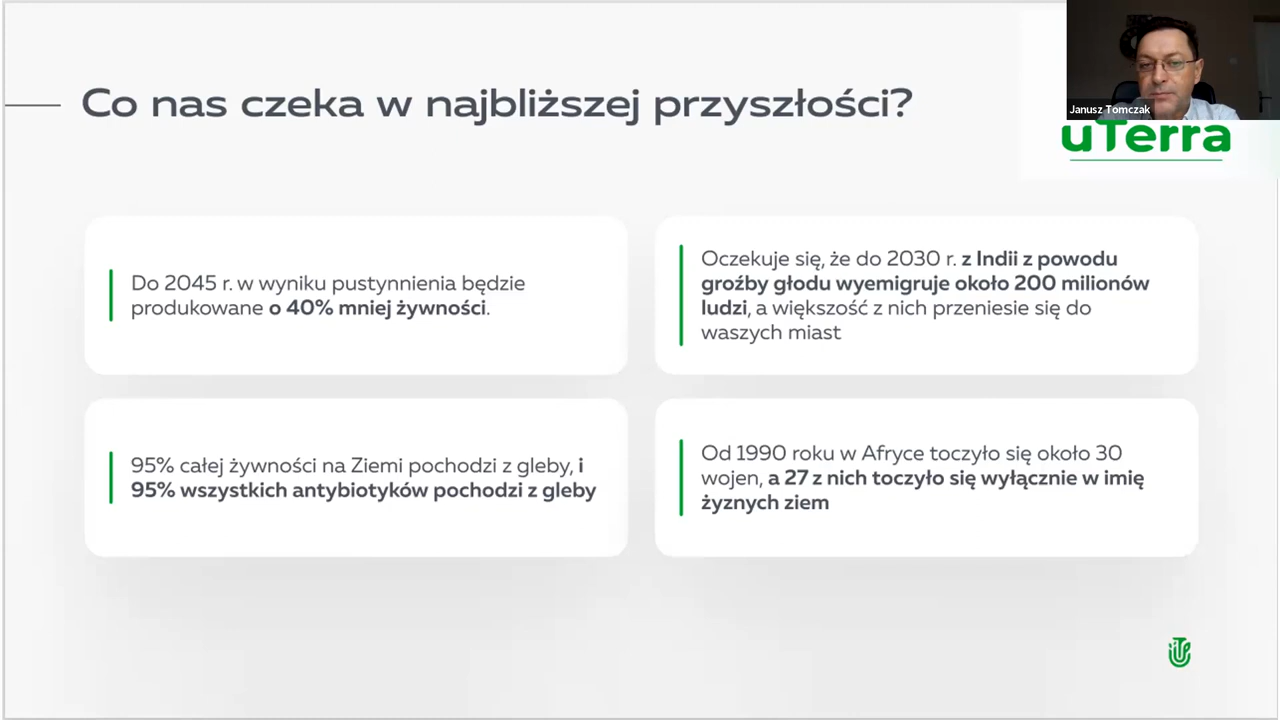 Co nas czeka w najbliższej przyszłości?
Janusz Tomczak
uTerra
Do 2045 r. w wyniku pustynnienia będzie
produkowane o 40% mniej żywności.
Oczekuje się, że do 2030 r. z Indii z powodu
groźby głodu wyemigruje około 200 milionów
ludzi, a większość z nich przeniesie się do
waszych miast
95% całej żywności na Ziemi pochodzi z gleby, i
95% wszystkich antybiotyków pochodzi z gleby
Od 1990 roku w Afryce toczyło się około 30
wojen, a 27 z nich toczyło się wyłącznie w imię
żyznych ziem